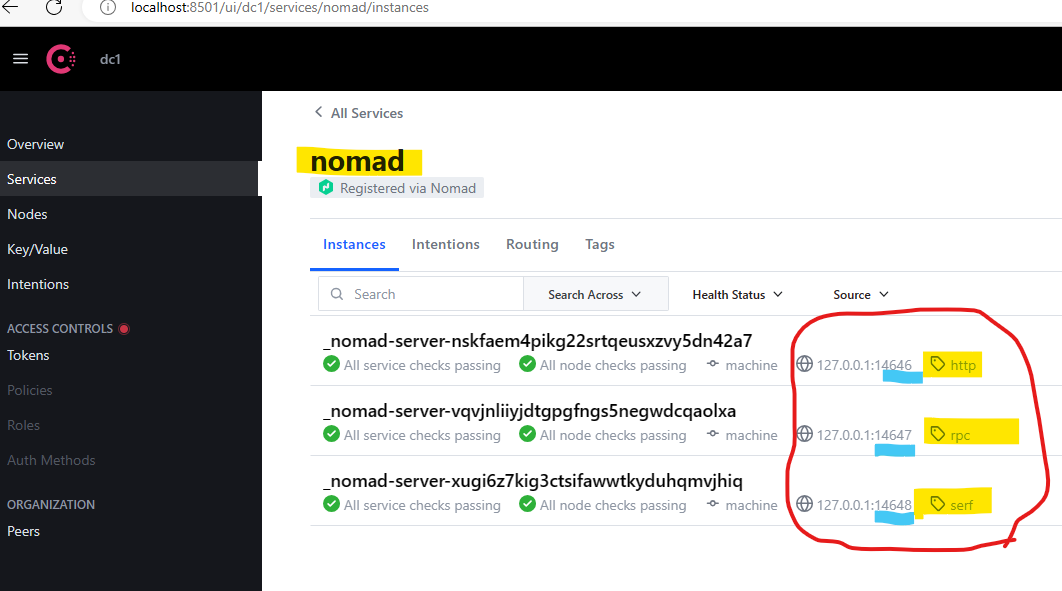 localhost:8501/ui/dc1/services/nomad/instances
dc1
Overview
Services
Nodes
Key/Value
Intentions
ACCESS CONTROLS
Tokens
Policies
Roles
Auth Methods
ORGANIZATION
Peers
All Services
nomad
Registered via Nomad
Instances Intentions Routing Tags
Search Search Across Health Status Source
_nomad-server-nskfaem4pikg22srtqeusxzvy5dn42a7
All service checks passing All node checks passing machine 127.0.0.1:14646 http
_nomad-server-vqvjnliiyjdtgpgfngs5negwdcqaolxa
All service checks passing All node checks passing machine 127.0.0.1:14647 rpc
_nomad-server-xugi6z7kig3ctsifawwtkyduhqmvjhiq
All service checks passing All node checks passing machine 127.0.0.1:14648 serf